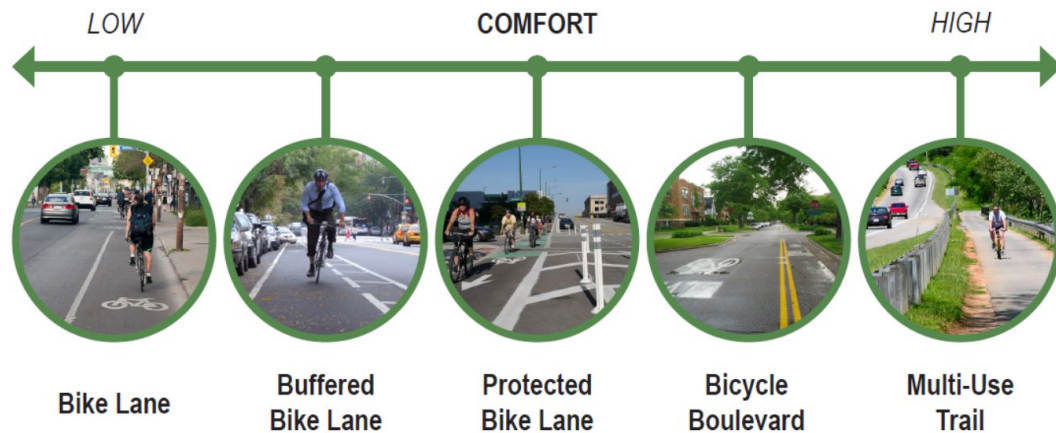 LOW
COMFORT
HIGH
Bike Lane
Buffered
Bike Lane
Protected
Bike Lane
Bicycle
Boulevard
Multi-Use
Trail